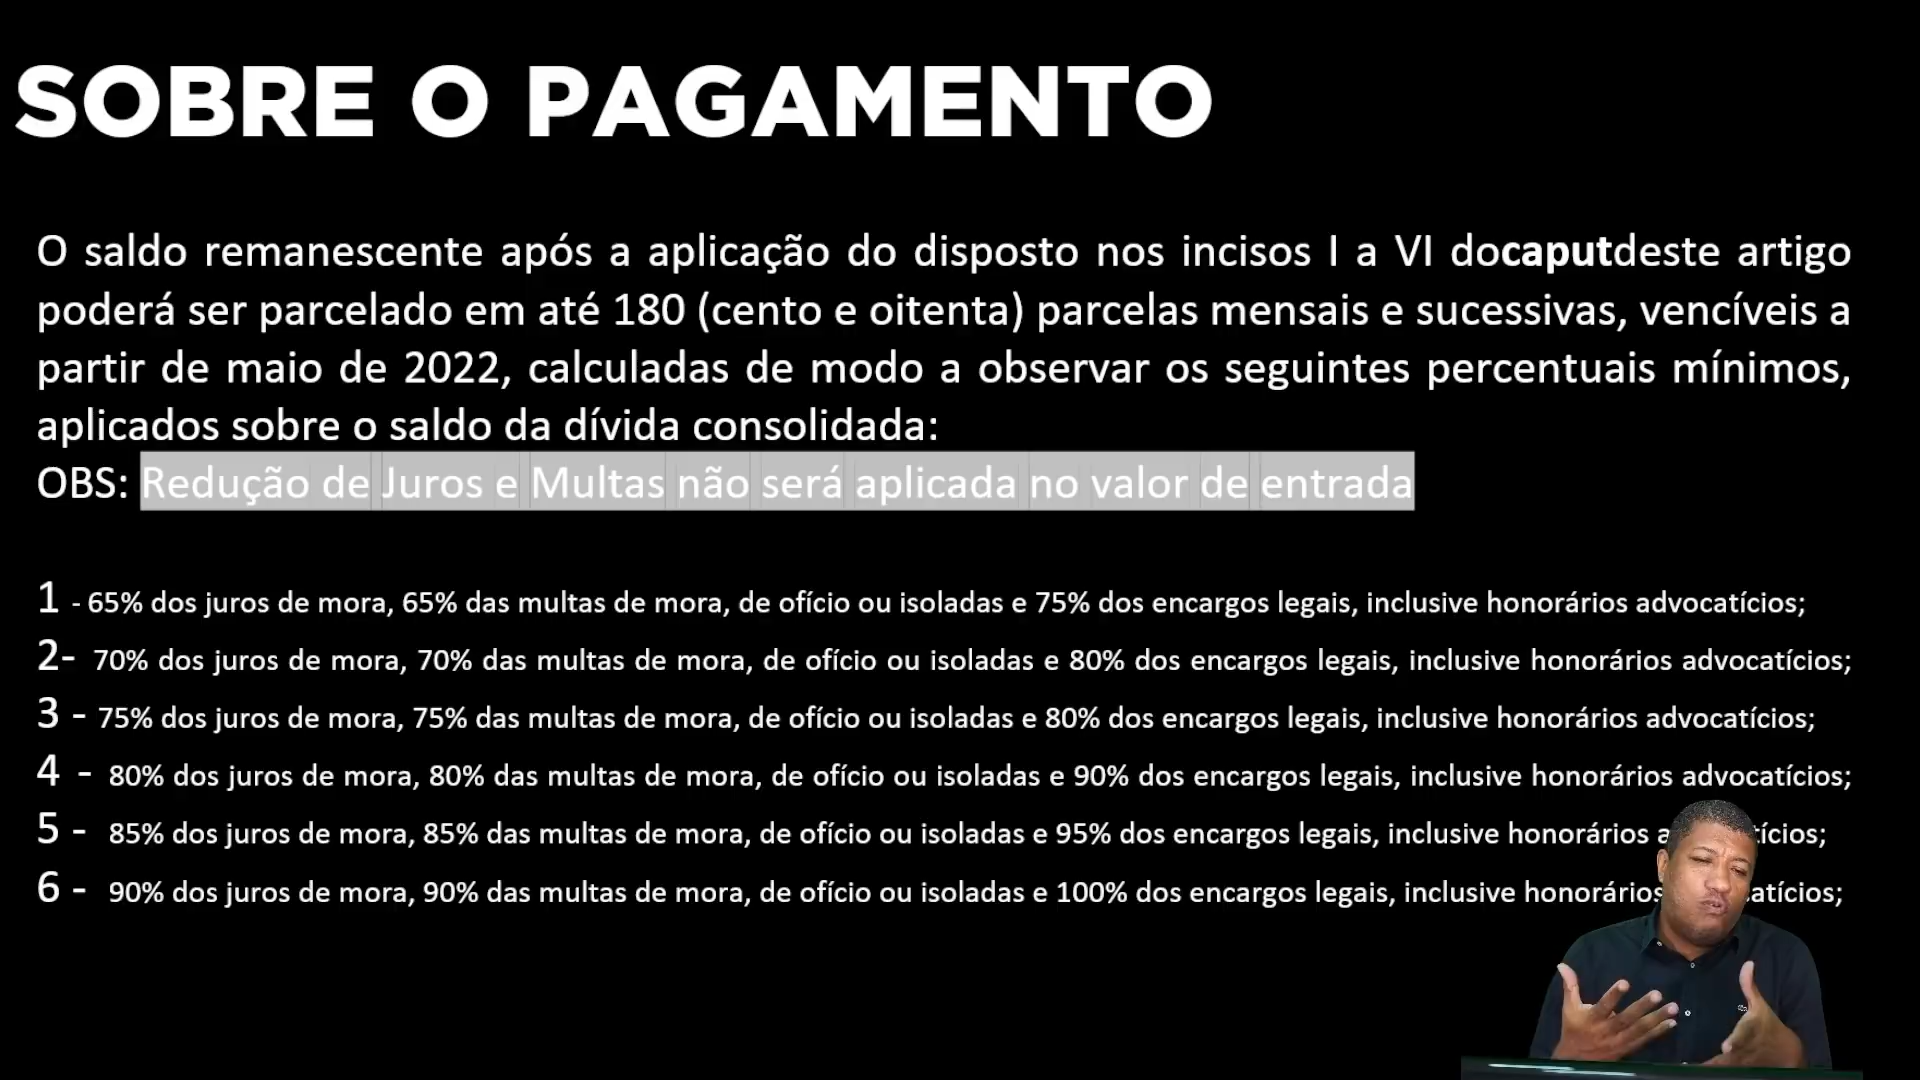 SOBRE O PAGAMENTO
O saldo remanescente após a aplicação do disposto nos incisos I a VI docaputdeste artigo
poderá ser parcelado em até 180 (cento e oitenta) parcelas mensais e sucessivas, vencíveis a
partir de maio de 2022, calculadas de modo a observar os seguintes percentuais mínimos,
aplicados sobre o saldo da dívida consolidada:
OBS: Redução de Juros e Multas não será aplicada no valor de entrada
1 - 65% dos juros de mora, 65% das multas de mora, de ofício ou isoladas e 75% dos encargos legais, inclusive honorários advocatícios;
2- 70% dos juros de mora, 70% das multas de mora, de ofício ou isoladas e 80% dos encargos legais, inclusive honorários advocatícios;
3 - 75% dos juros de mora, 75% das multas de mora, de ofício ou isoladas e 80% dos encargos legais, inclusive honorários advocatícios;
4 - 80% dos juros de mora, 80% das multas de mora, de ofício ou isoladas e 90% dos encargos legais, inclusive honorários advocatícios;
5 - 85% dos juros de mora, 85% das multas de mora, de ofício ou isoladas e 95% dos encargos legais, inclusive honorários
6 - 90% dos juros de mora, 90% das multas de mora, de ofício ou isoladas e 100% dos encargos legais, inclusive honorários